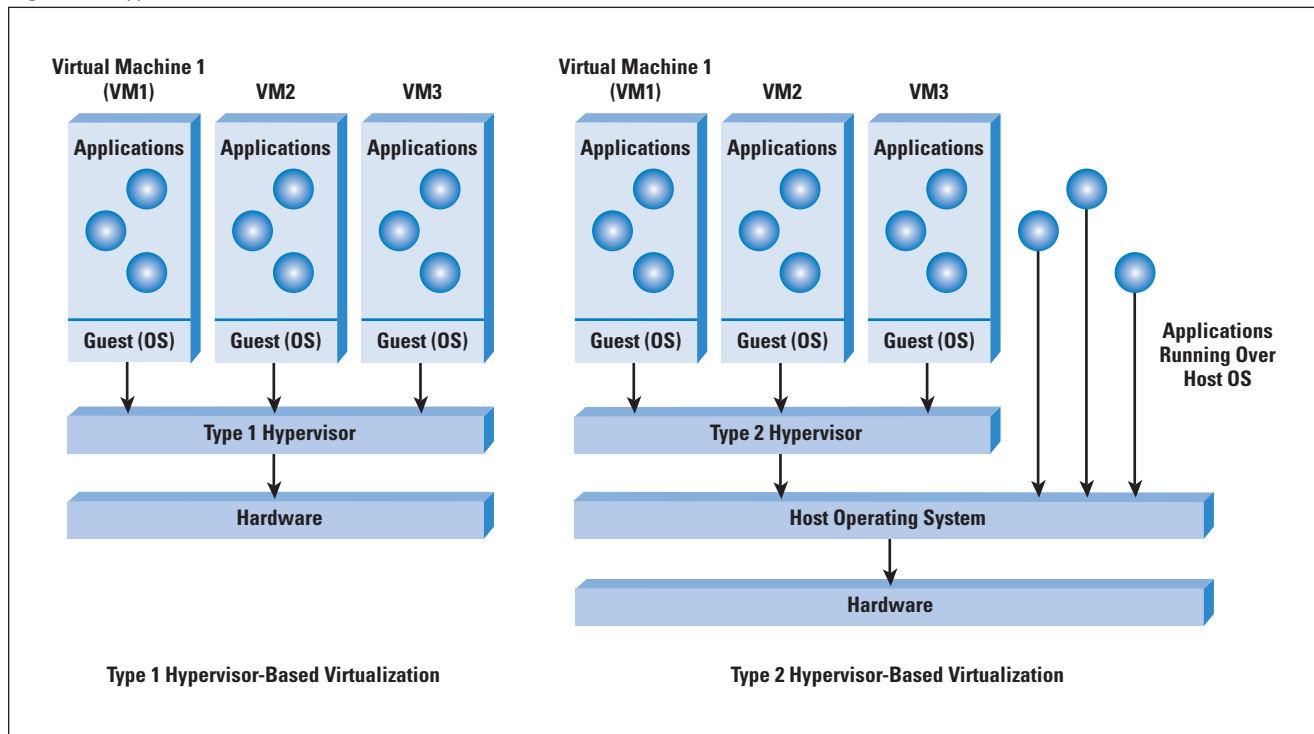 Virtual Machine 1
(VM1)
VM2
VM3
Applications
Applications
Applications
Guest (OS)
Guest (OS)
Guest (OS)
Type 1 Hypervisor
Hardware
Type 1 Hypervisor-Based Virtualization
Virtual Machine 1
(VM1)
VM2
VM3
Applications
Applications
Applications
Guest (OS)
Guest (OS)
Guest (OS)
Applications
Running Over
Host OS
Type 2 Hypervisor
Host Operating System
Hardware
Type 2 Hypervisor-Based Virtualization